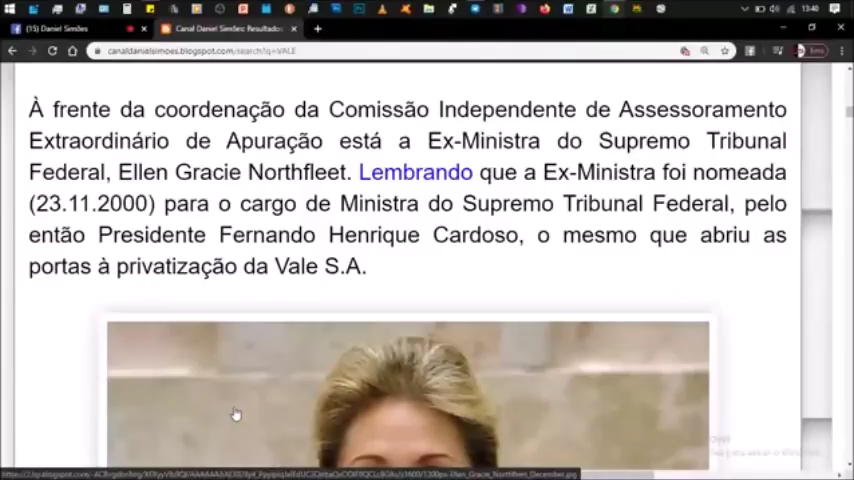 13:40
(15) Daniel Simões
Canal Daniel Simões: Resultados
canaldanielsimoes.blogspot.com/search?q=VALE
À frente da coordenação da Comissão Independente de Assessoramento
Extraordinário de Apuração está a Ex-Ministra do Supremo Tribunal
Federal, Ellen Gracie Northfleet. Lembrando que a Ex-Ministra foi nomeada
(23.11.2000) para o cargo de Ministra do Supremo Tribunal Federal, pelo
então Presidente Fernando Henrique Cardoso, o mesmo que abriu as
portas à privatização da Vale S.A.